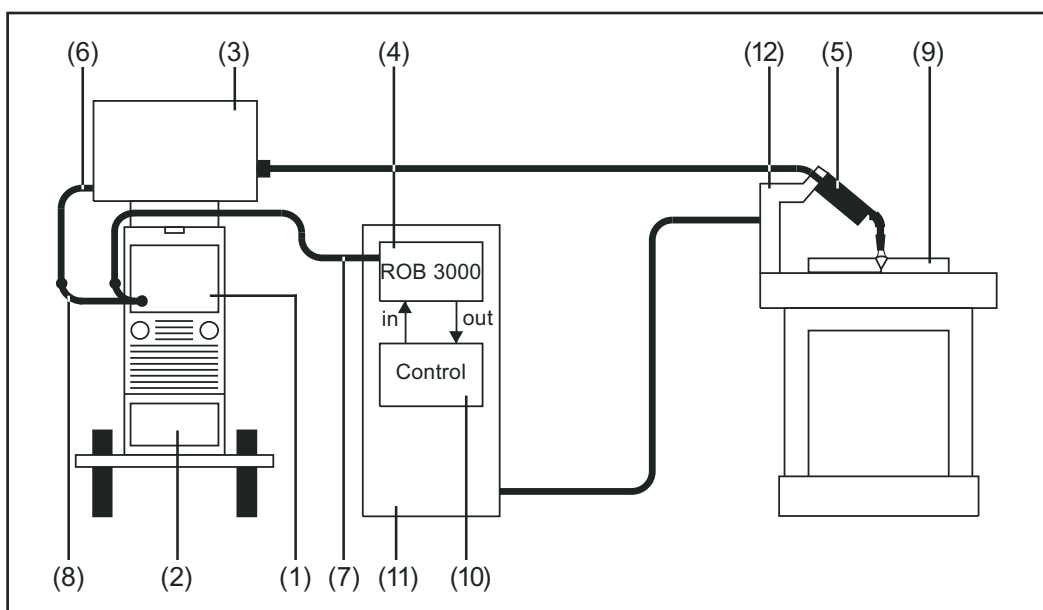 (6) (3) (4) (12) (5) (9)
ROB 3000
in out
Control
(8) (2) (1) (7) (11) (10)